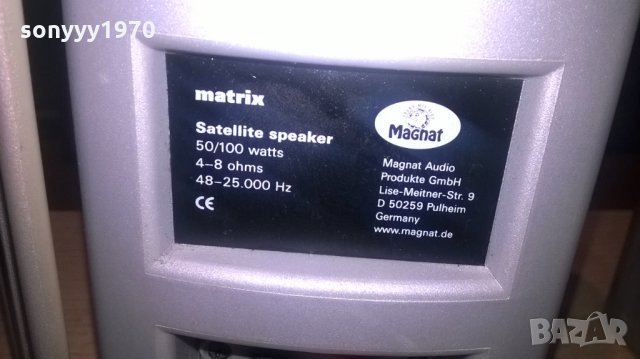 sonyyy1970
matrix
Satellite speaker
50/100 watts
4–8 ohms
48–25.000 Hz
CE
Magnat
Magnat Audio
Produkte GmbH
Lise-Meitner-Str. 9
D 50259 Pulheim
Germany
www.magnat.de
BAZAR